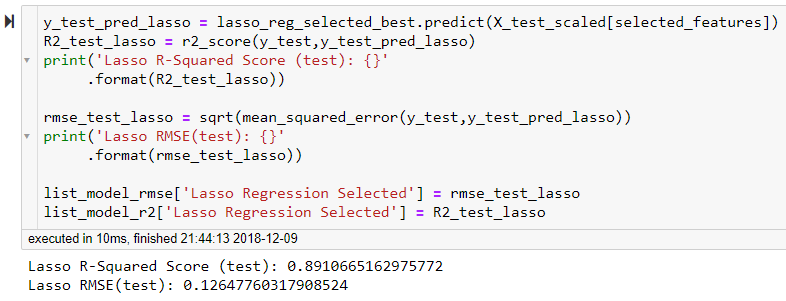 y_test_pred_lasso = lasso_reg_selected_best.predict(X_test_scaled[selected_features])
R2_test_lasso = r2_score(y_test,y_test_pred_lasso)
print('Lasso R-Squared Score (test): {}'
.format(R2_test_lasso))
rmse_test_lasso = sqrt(mean_squared_error(y_test,y_test_pred_lasso))
print('Lasso RMSE(test): {}'
.format(rmse_test_lasso))
list_model_rmse['Lasso Regression Selected'] = rmse_test_lasso
list_model_r2['Lasso Regression Selected'] = R2_test_lasso
executed in 10ms, finished 21:44:13 2018-12-09
Lasso R-Squared Score (test): 0.8910665162975772
Lasso RMSE(test): 0.12647760317908524